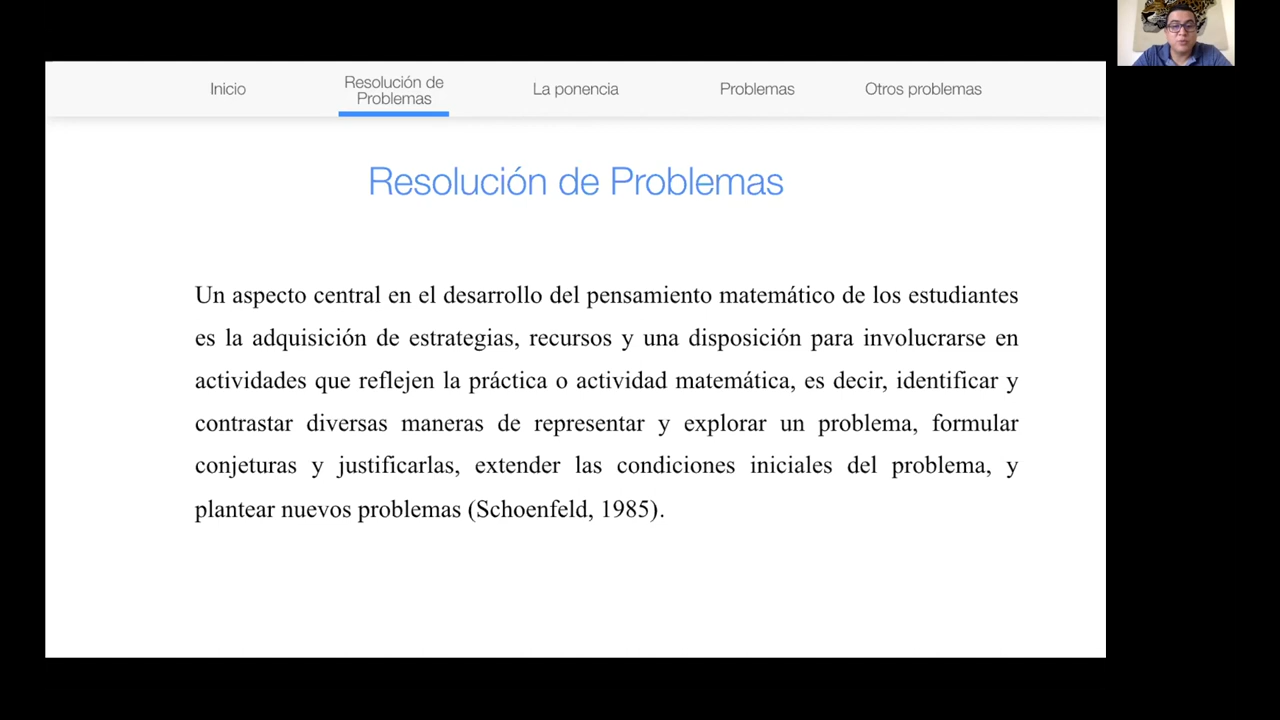 Inicio
Resolución de
Problemas
La ponencia
Problemas
Otros problemas
Resolución de Problemas
Un aspecto central en el desarrollo del pensamiento matemático de los estudiantes
es la adquisición de estrategias, recursos y una disposición para involucrarse en
actividades que reflejen la práctica o actividad matemática, es decir, identificar y
contrastar diversas maneras de representar y explorar un problema, formular
conjeturas y justificarlas, extender las condiciones iniciales del problema, y
plantear nuevos problemas (Schoenfeld, 1985).